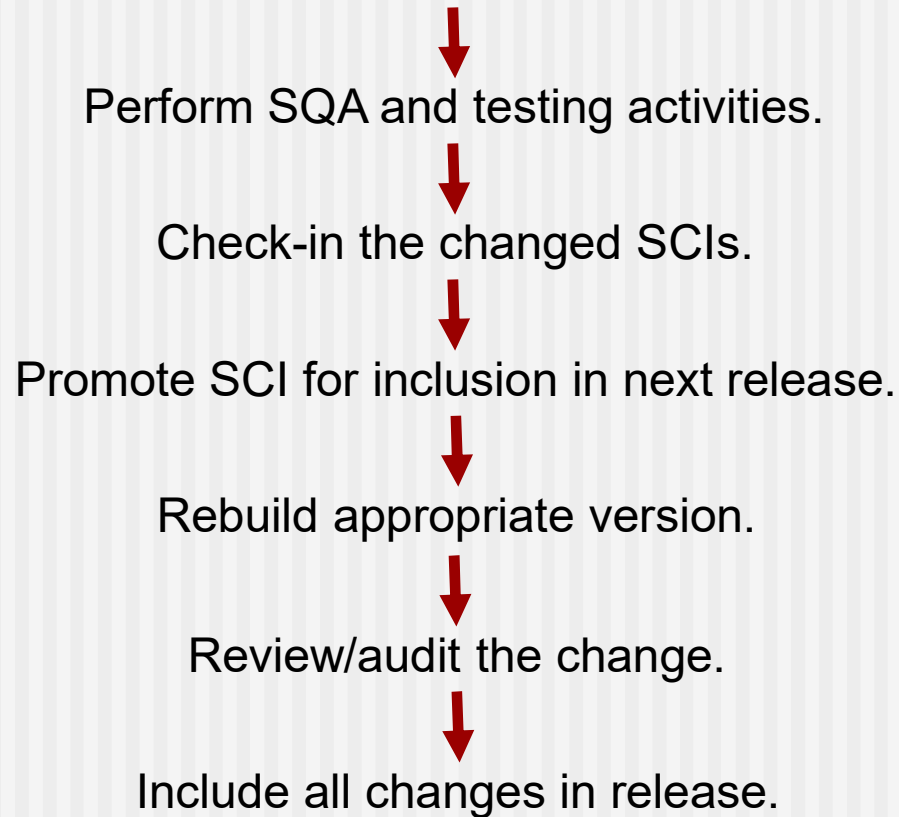 Perform SQA and testing activities.
Check-in the changed SCIs.
Promote SCI for inclusion in next release.
Rebuild appropriate version.
Review/audit the change.
Include all changes in release.